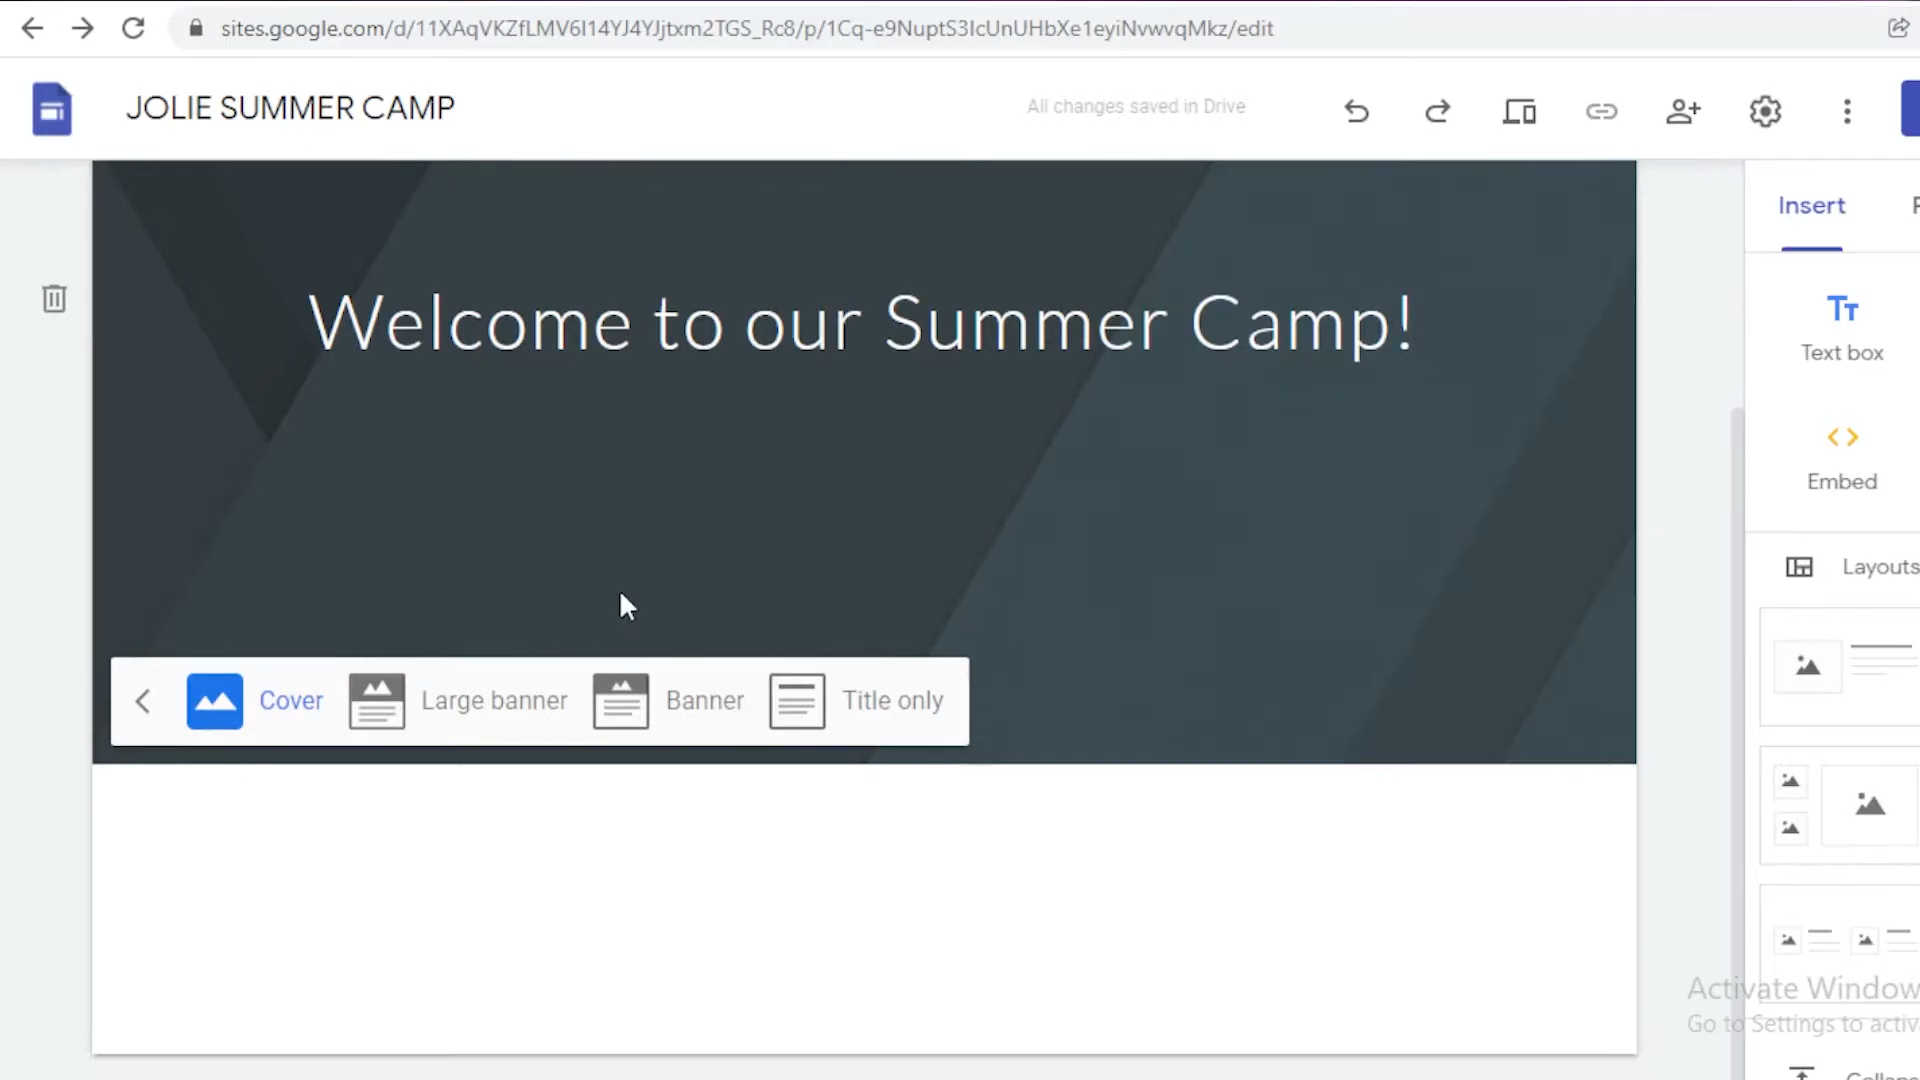 sites.google.com/d/11XAqVKZfLMV6I14YJ4YJjtxm2TGS_Rc8/p/1Cq-e9NuptS3IcUnUHbXe1eyiNvwvqMkz/edit
JOLIE SUMMER CAMP
All changes saved in Drive
Insert
Welcome to our Summer Camp!
Text box
Embed
Layouts
Cover
Large banner
Banner
Title only
Activate Window
Go to Settings to activ